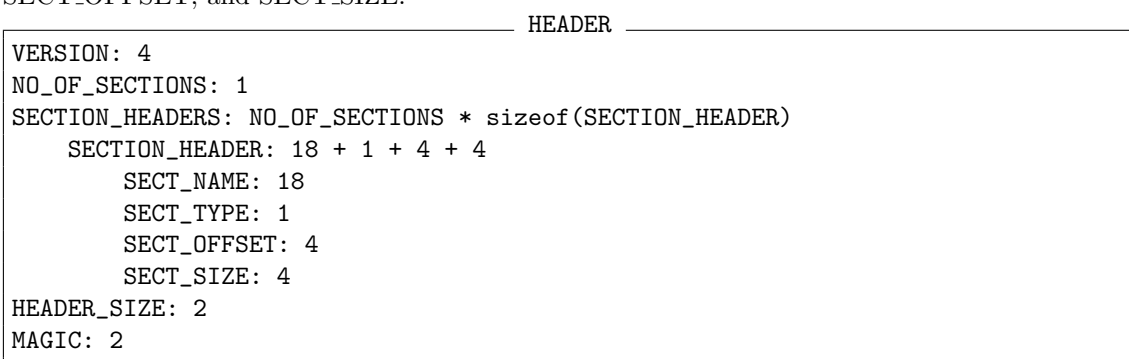 SECT_OFFSET, and SECT_SIZE.
HEADER
VERSION: 4
NO_OF_SECTIONS: 1
SECTION_HEADERS: NO_OF_SECTIONS * sizeof(SECTION_HEADER)
    SECTION_HEADER: 18 + 1 + 4 + 4
        SECT_NAME: 18
        SECT_TYPE: 1
        SECT_OFFSET: 4
        SECT_SIZE: 4
HEADER_SIZE: 2
MAGIC: 2